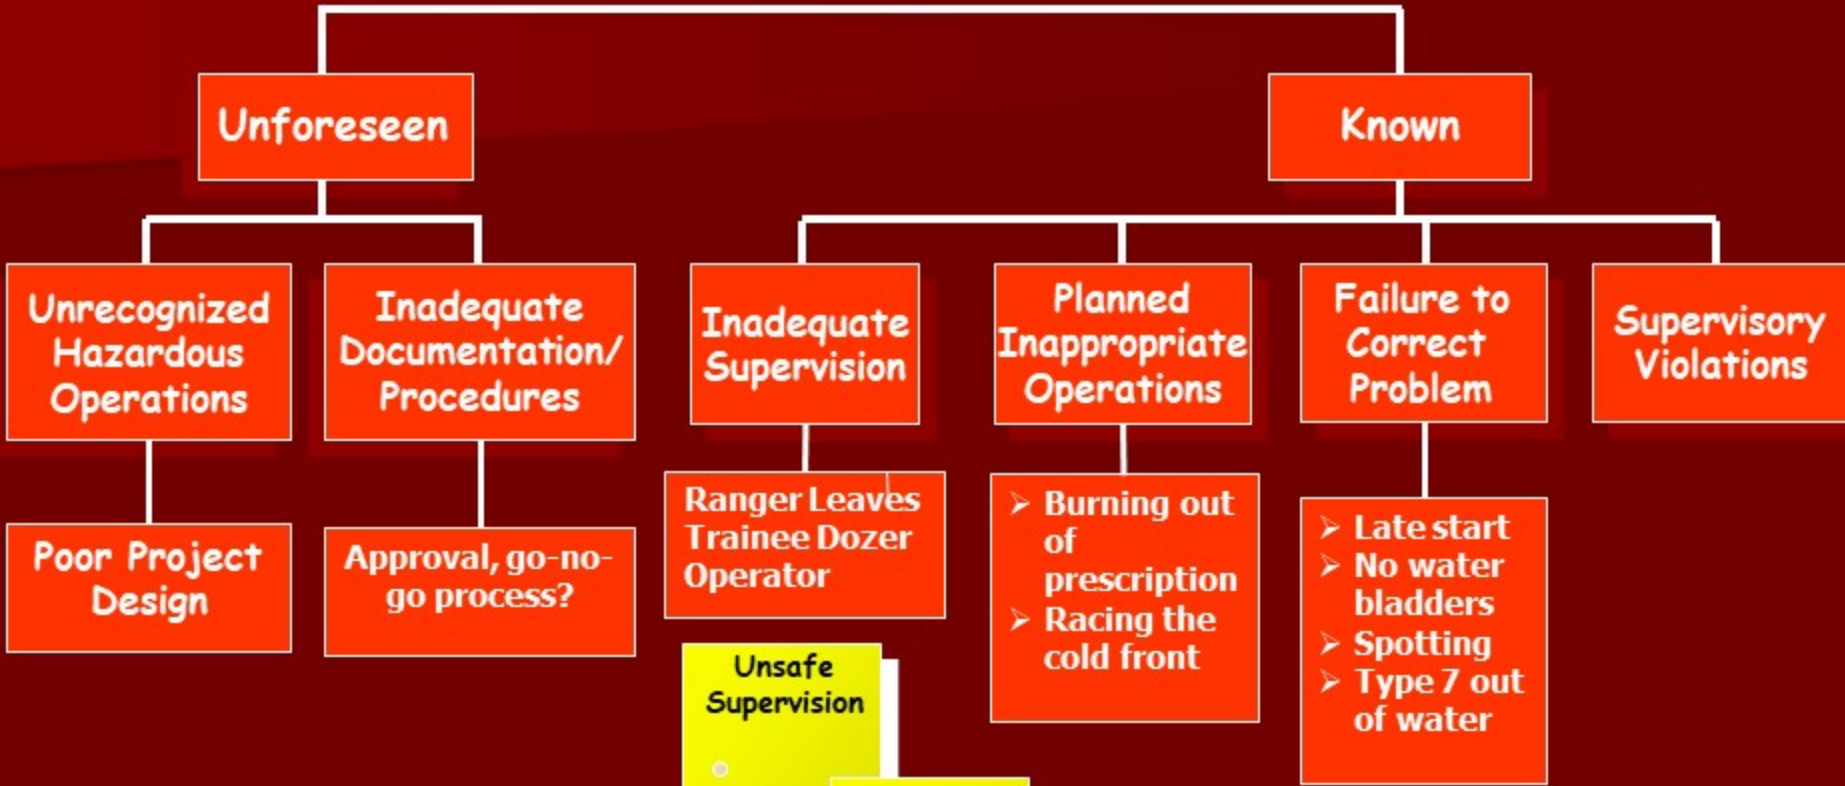 Unforeseen
Known
Unrecognized
Hazardous
Operations
Inadequate
Documentation/
Procedures
Inadequate
Supervision
Planned
Inappropriate
Operations
Failure to
Correct
Problem
Supervisory
Violations
Poor Project
Design
Approval, go-no-
go process?
Ranger Leaves
Trainee Dozer
Operator
➢ Burning out
of
prescription
➢ Racing the
cold front
➢ Late start
➢ No water
bladders
➢ Spotting
➢ Type 7 out
of water
Unsafe
Supervision